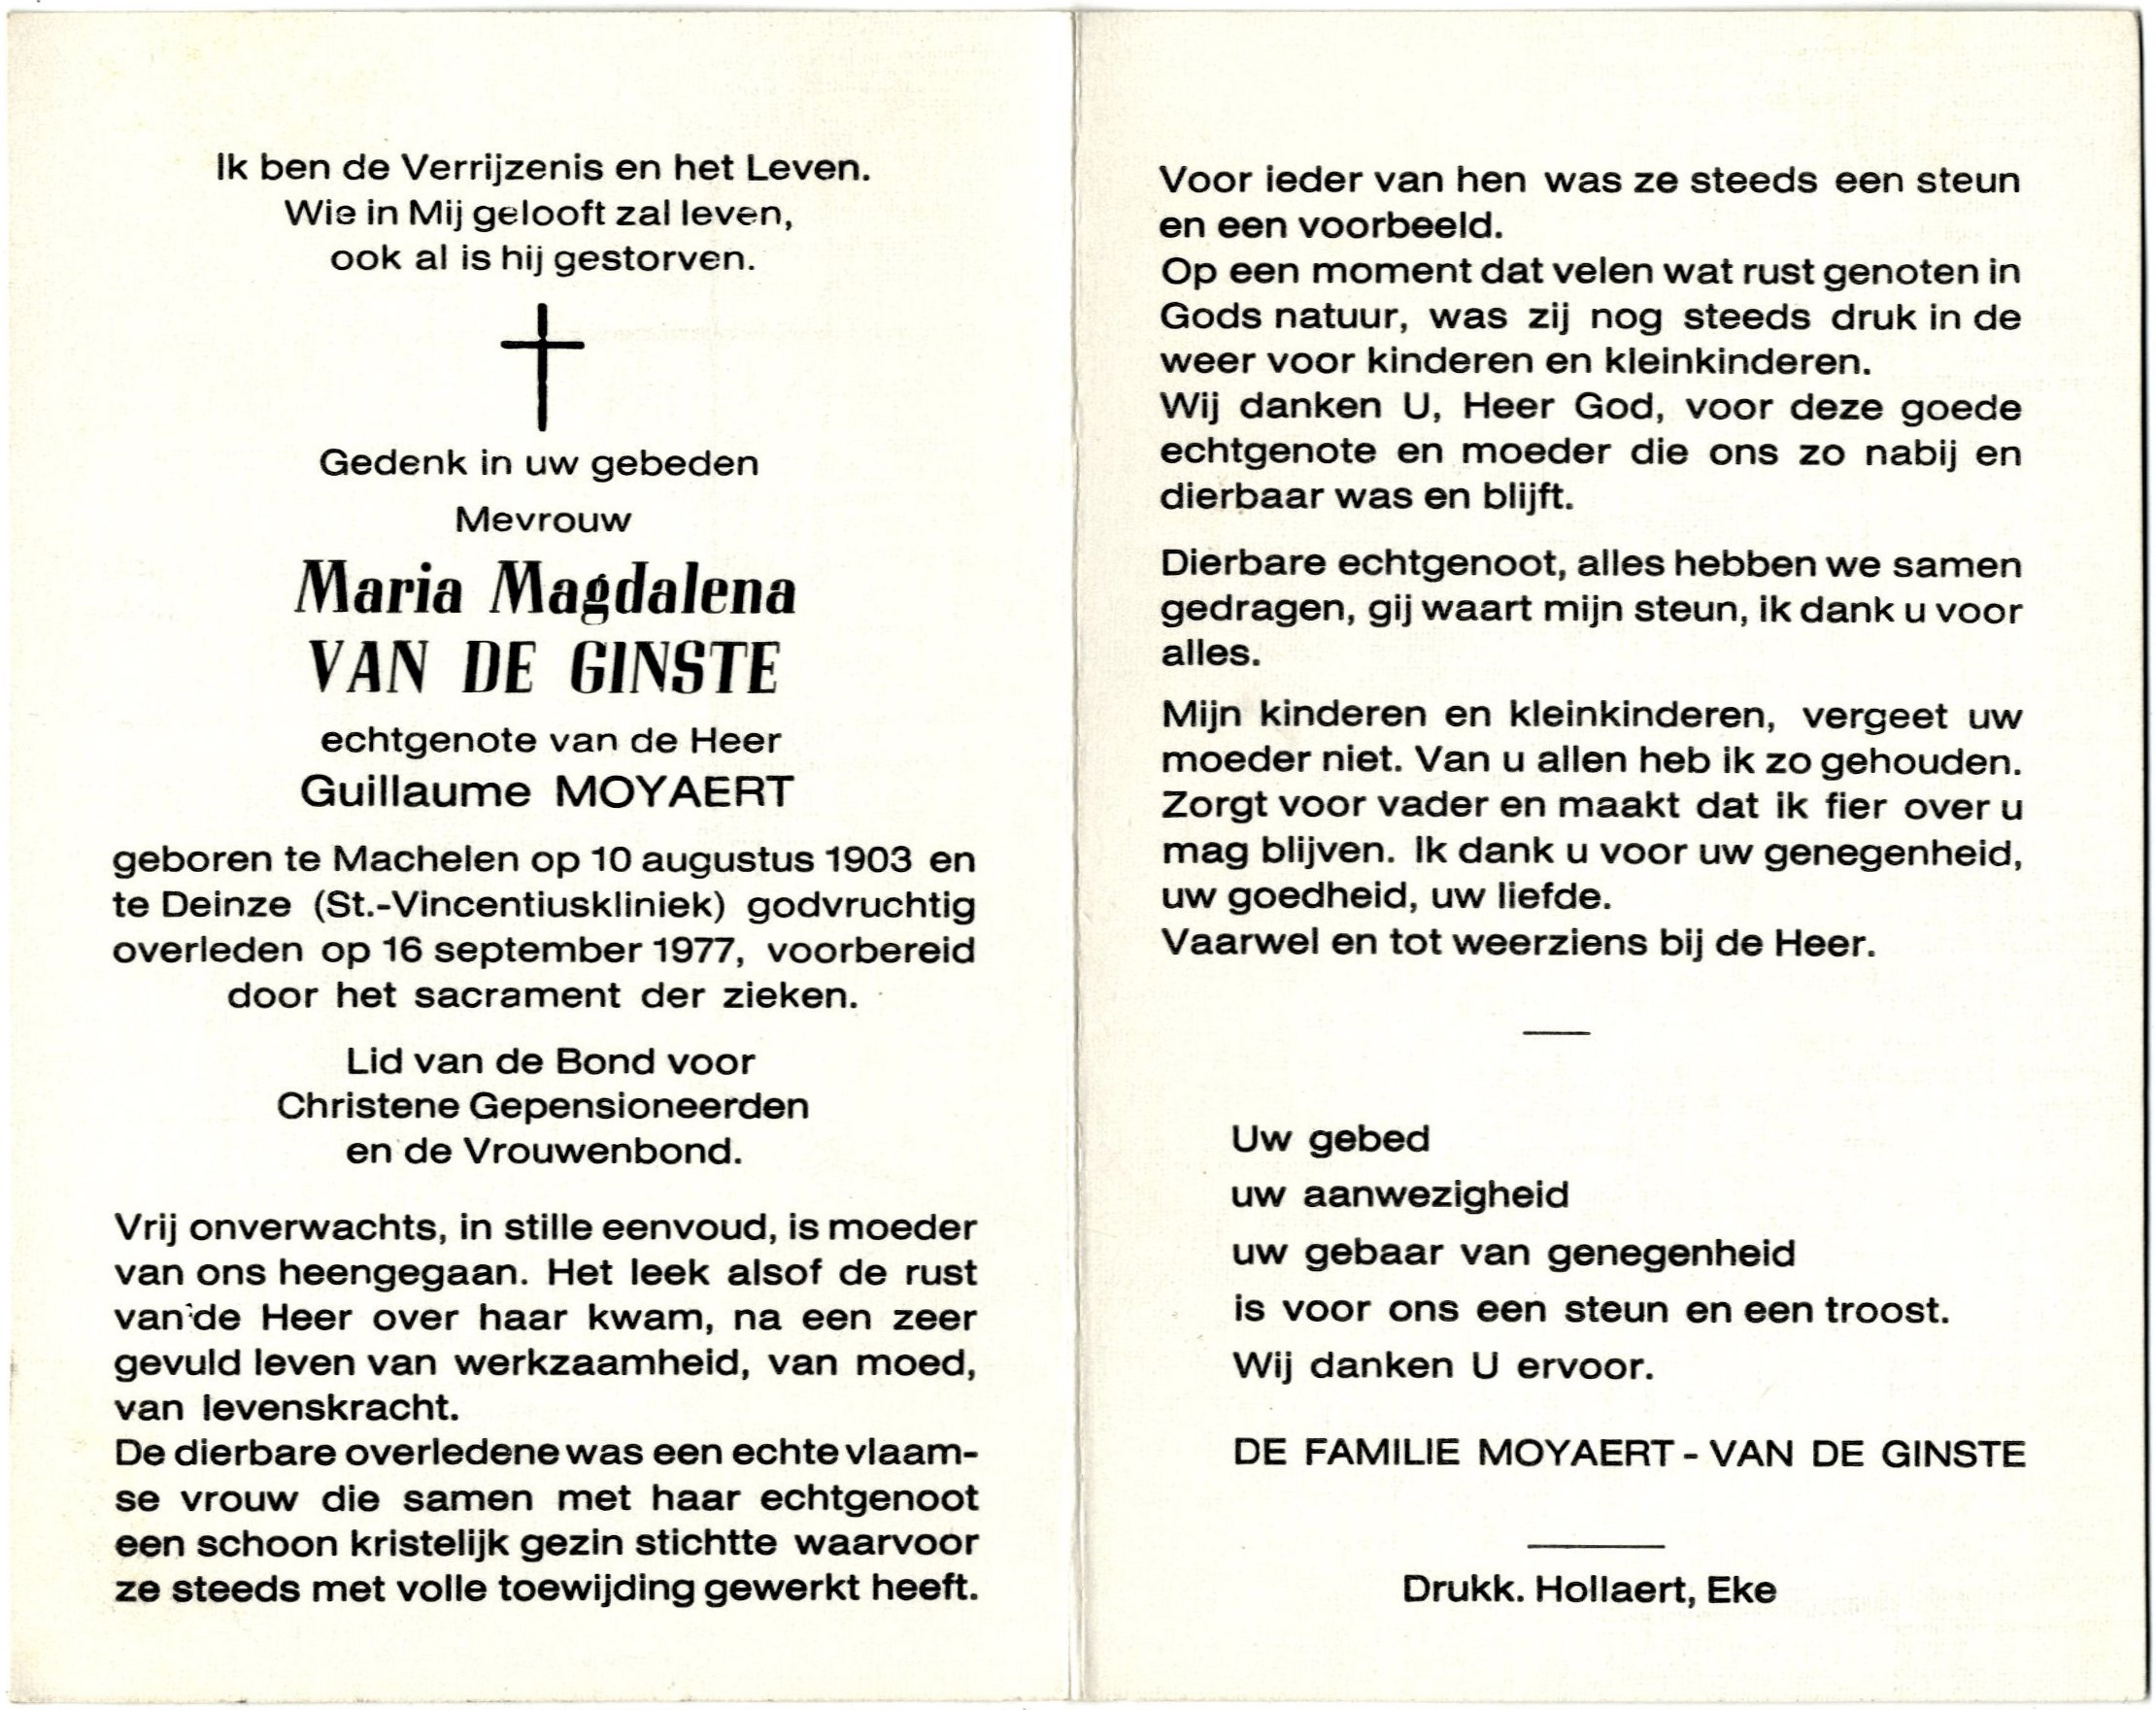 Ik ben de Verrijzenis en het Leven.
Wie in Mij gelooft zal leven,
ook al is hij gestorven.
Gedenk in uw gebeden
Mevrouw
Maria Magdalena
VAN DE GINSTE
echtgenote van de Heer
Guillaume MOYAERT
geboren te Machelen op 10 augustus 1903 en
te Deinze (St.-Vincentiuskliniek) godvruchtig
overleden op 16 september 1977, voorbereid
door het sacrament der zieken.
Lid van de Bond voor
Christene Gepensioneerden
en de Vrouwenbond.
Vrij onverwachts, in stille eenvoud, is moeder
van ons heengegaan. Het leek alsof de rust
van de Heer over haar kwam, na een zeer
gevuld leven van werkzaamheid, van moed,
van levenskracht.
De dierbare overledene was een echte vlaam-
se vrouw die samen met haar echtgenoot
een schoon kristelijk gezin stichtte waarvoor
ze steeds met volle toewijding gewerkt heeft.
Voor ieder van hen was ze steeds een steun
en een voorbeeld.
Op een moment dat velen wat rust genoten in
Gods natuur, was zij nog steeds druk in de
weer voor kinderen en kleinkinderen.
Wij danken U, Heer God, voor deze goede
echtgenote en moeder die ons zo nabij en
dierbaar was en blijft.
Dierbare echtgenoot, alles hebben we samen
gedragen, gij waart mijn steun, ik dank u voor
alles.
Mijn kinderen en kleinkinderen, vergeet uw
moeder niet. Van u allen heb ik zo gehouden.
Zorgt voor vader en maakt dat ik fier over u
mag blijven. Ik dank u voor uw genegenheid,
uw goedheid, uw liefde.
Vaarwel en tot weerziens bij de Heer.
Uw gebed
uw aanwezigheid
uw gebaar van genegenheid
is voor ons een steun en een troost.
Wij danken U ervoor.
DE FAMILIE MOYAERT - VAN DE GINSTE
Drukk. Hollaert, Eke